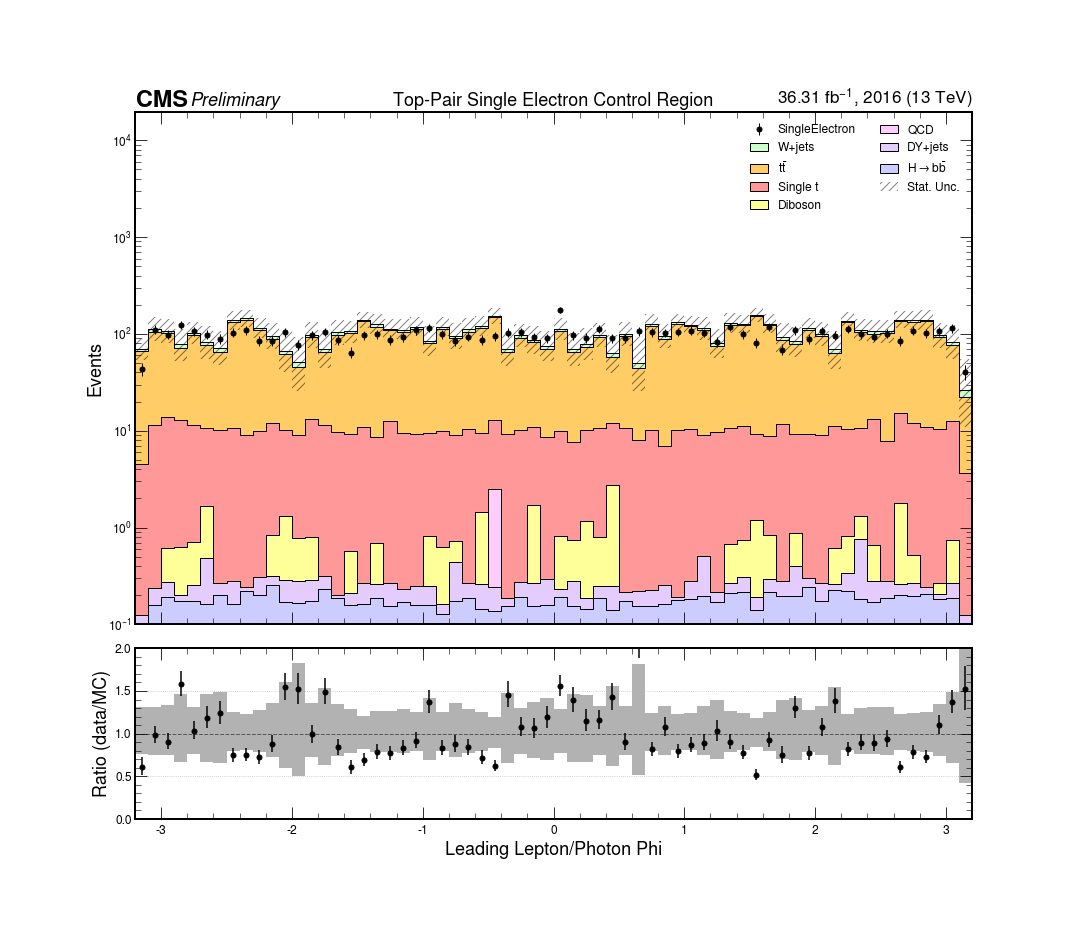 CMS Preliminary Top-Pair Single Electron Control Region 36.31 fb⁻¹, 2016 (13 TeV)
SingleElectron
W+jets
tt̄
Single t
Diboson
QCD
DY+jets
H→bb̄
Stat. Unc.
Events
10⁴
10³
10²
10¹
10⁰
10⁻¹
Ratio (data/MC)
2.0
1.5
1.0
0.5
0.0
-3 -2 -1 0 1 2 3
Leading Lepton/Photon Phi